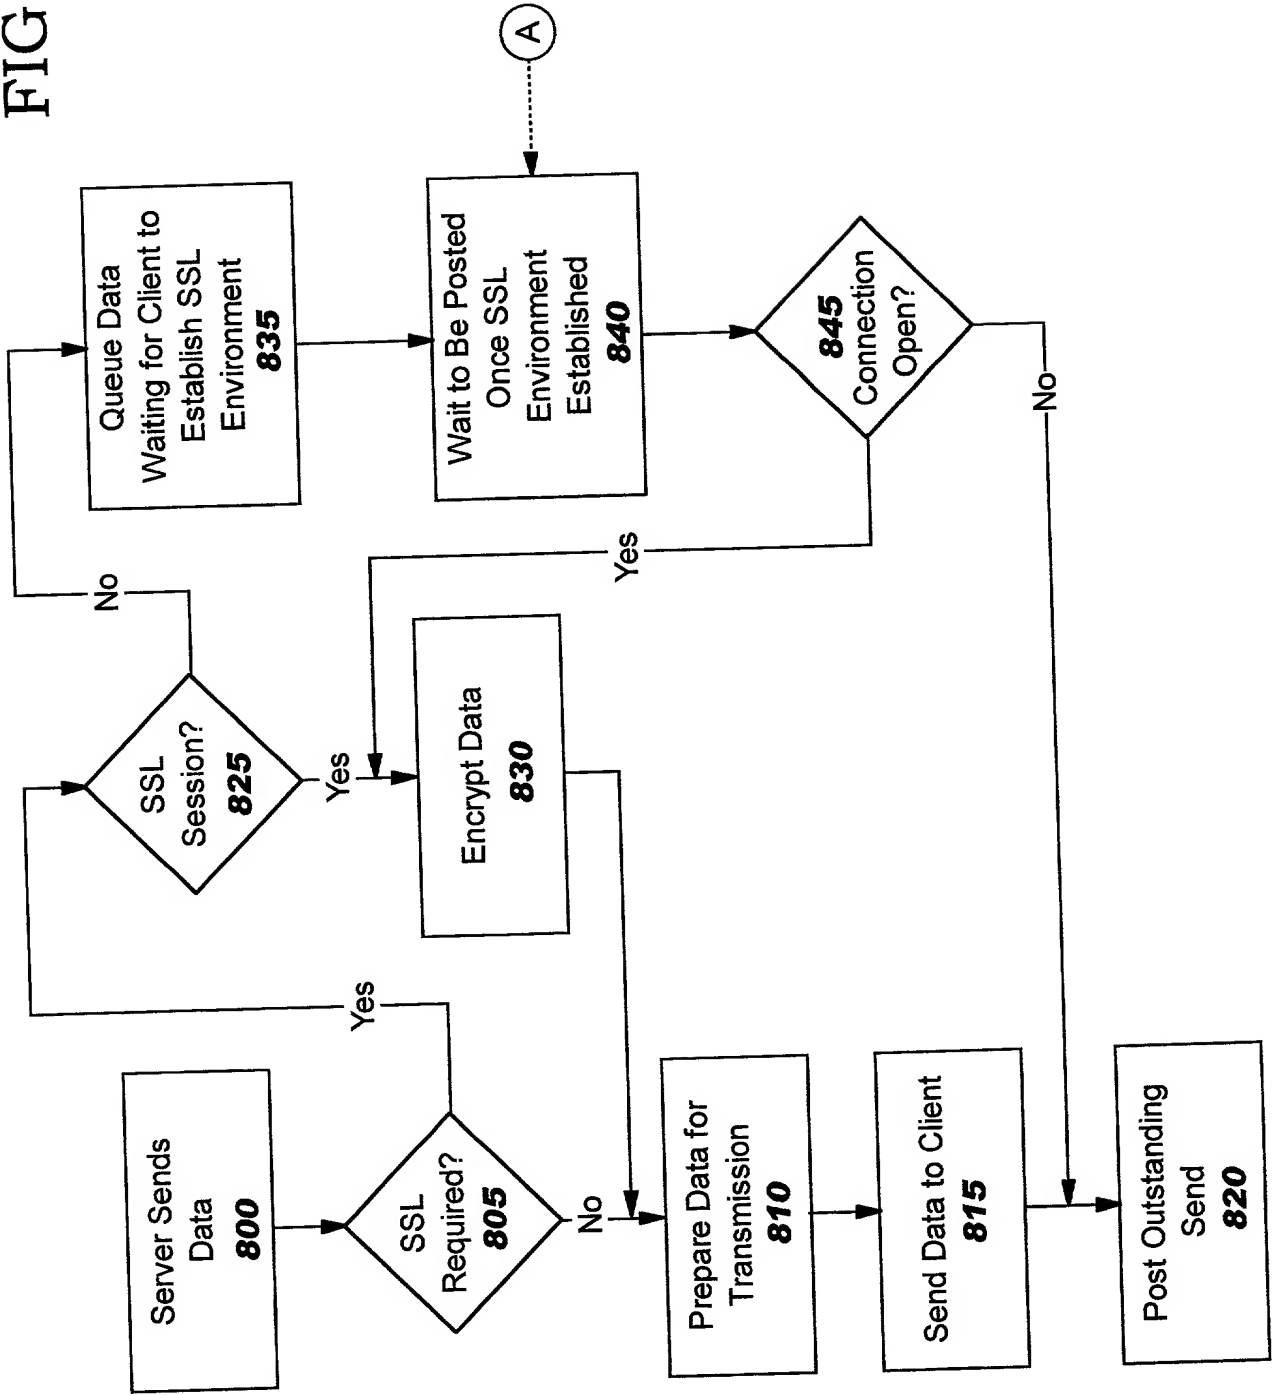 FIG
Server Sends
Data
800
SSL
Required?
805
Yes
No
Prepare Data for
Transmission
810
Send Data to Client
815
Post Outstanding
Send
820
SSL
Session?
825
No
Yes
Encrypt Data
830
Queue Data
Waiting for Client to
Establish SSL
Environment
835
Wait to Be Posted
Once SSL
Environment
Established
840
A
845
Connection
Open?
Yes
No